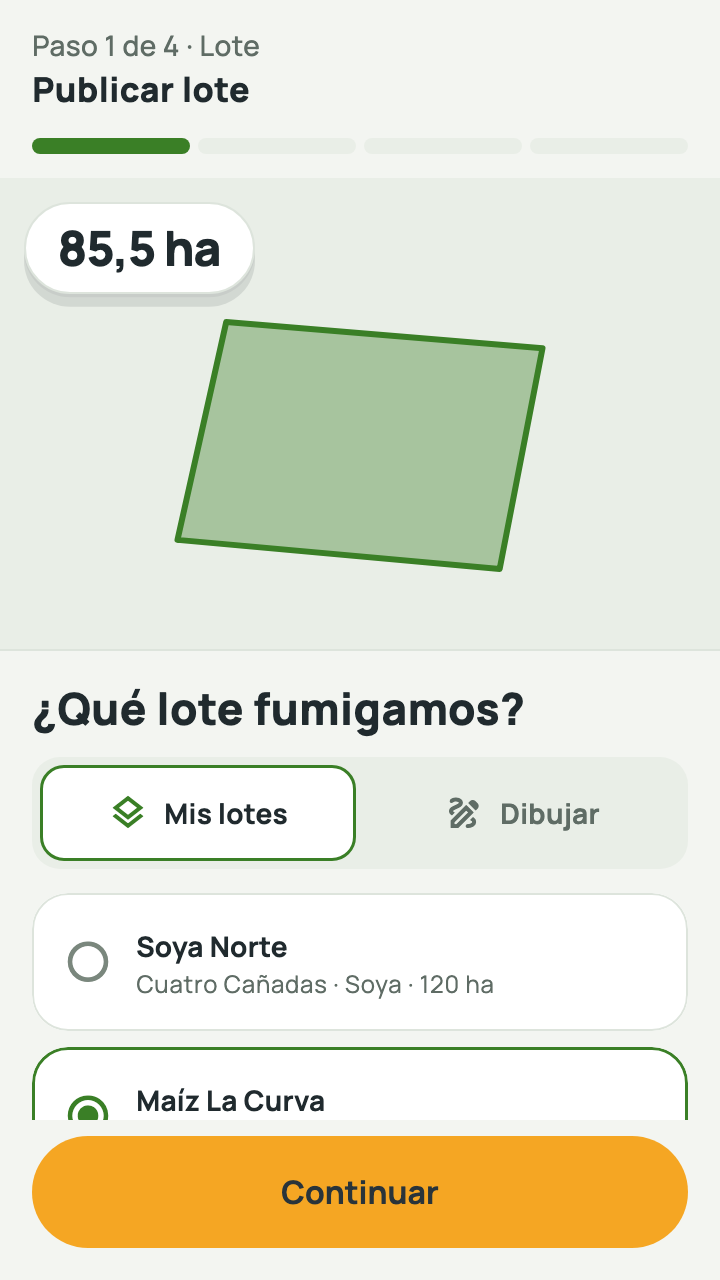 Paso 1 de 4 · Lote
Publicar lote
85,5 ha
¿Qué lote fumigamos?
Mis lotes
Dibujar
Soya Norte
Cuatro Cañadas · Soya · 120 ha
Maíz La Curva
Continuar